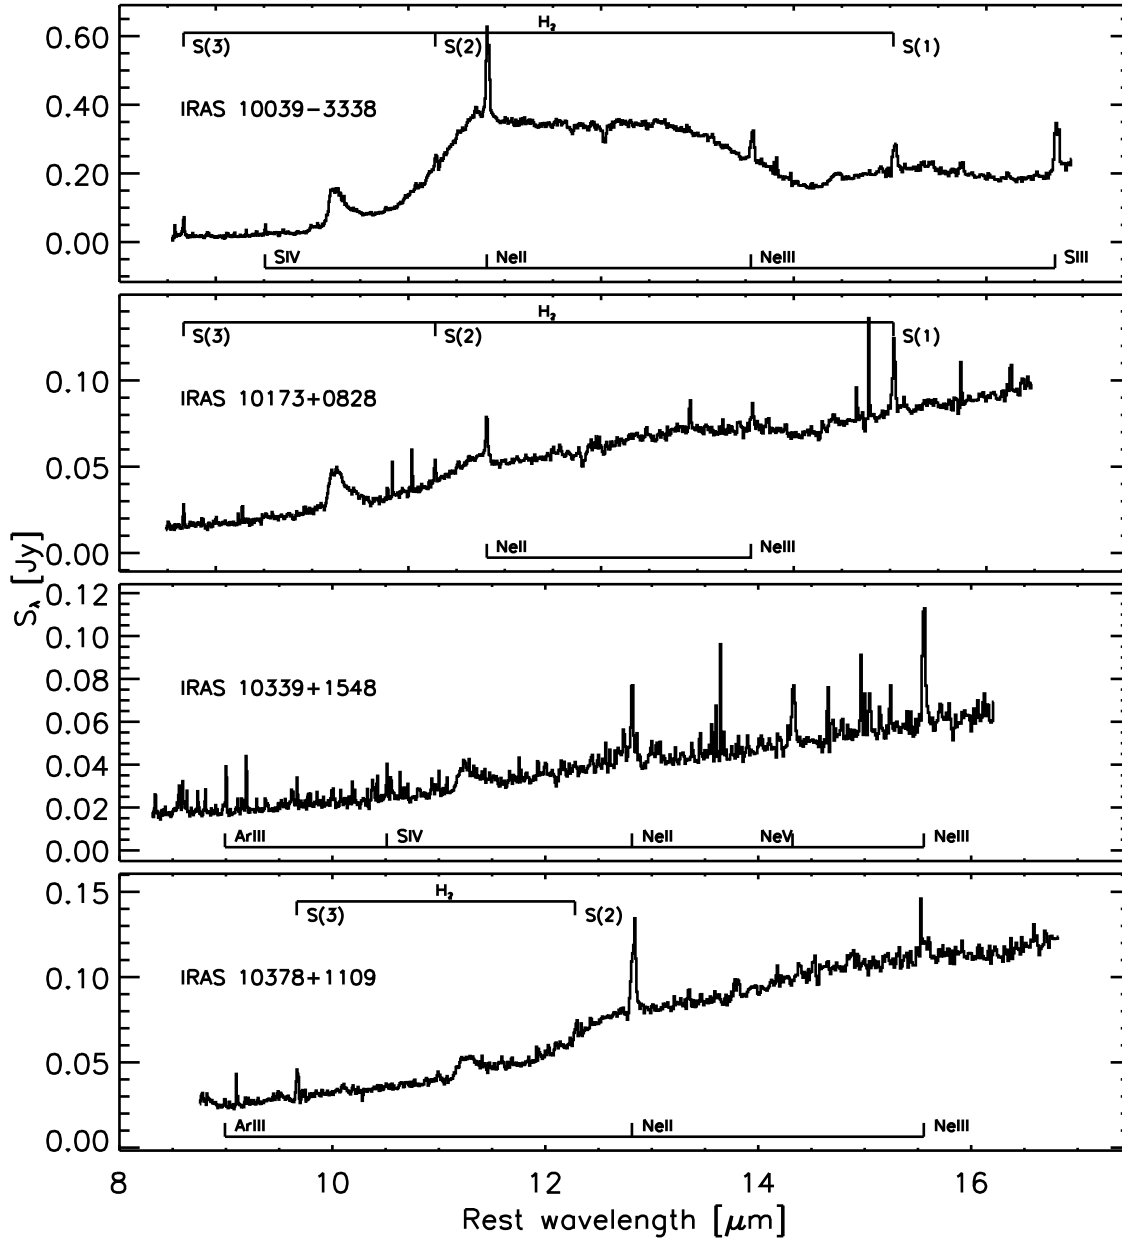 H₂
S(3) S(2) S(1)
0.60
IRAS 10039−3338
0.40
0.20
0.00
SIV NeII NeIII SIII
H₂
S(3) S(2) S(1)
IRAS 10173+0828
0.10
0.05
0.00
NeII NeIII
S_λ [Jy]
0.12
0.10
IRAS 10339+1548
0.08
0.06
0.04
0.02
0.00
ArIII SIV NeII NeV NeIII
0.15
H₂
S(3) S(2)
IRAS 10378+1109
0.10
0.05
0.00
ArIII NeII NeIII
8 10 12 14 16
Rest wavelength [μm]